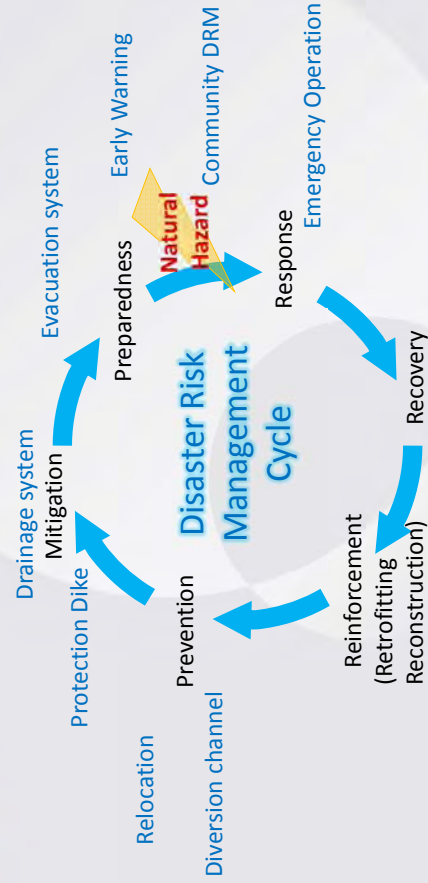 Drainage system
Mitigation
Evacuation system
Protection Dike
Early Warning
Relocation
Preparedness
Natural
Hazard
Community DRM
Prevention
Disaster Risk
Management
Cycle
Diversion channel
Response
Emergency Operation
Reinforcement
(Retrofitting
Reconstruction)
Recovery